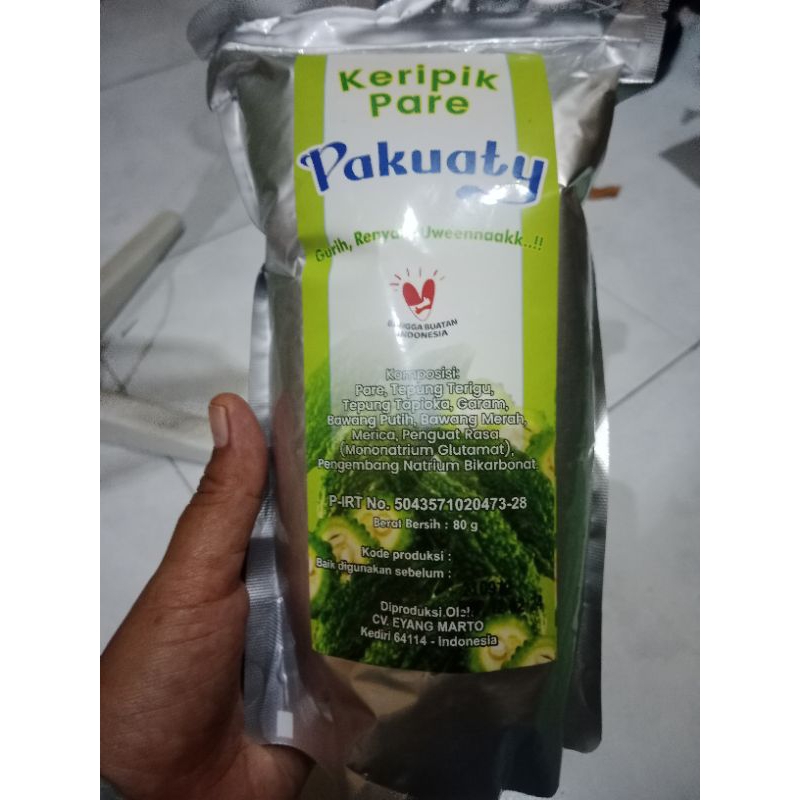 Keripik
Pare
Pakuaty
Gurih, Renyah, Uweennaakk..!!
BANGGA BUATAN
INDONESIA
Komposisi:
Pare, Tepung Terigu,
Tepung Tapioka, Garam,
Bawang Putih, Bawang Merah,
Merica, Penguat Rasa
(Mononatrium Glutamat),
Pengembang Natrium Bikarbonat.
P-IRT No. 5043571020473-28
Berat Bersih : 80 g
Kode produksi :
Baik digunakan sebelum :
Diproduksi Oleh:
CV. EYANG MARTO
Kediri 64114 - Indonesia